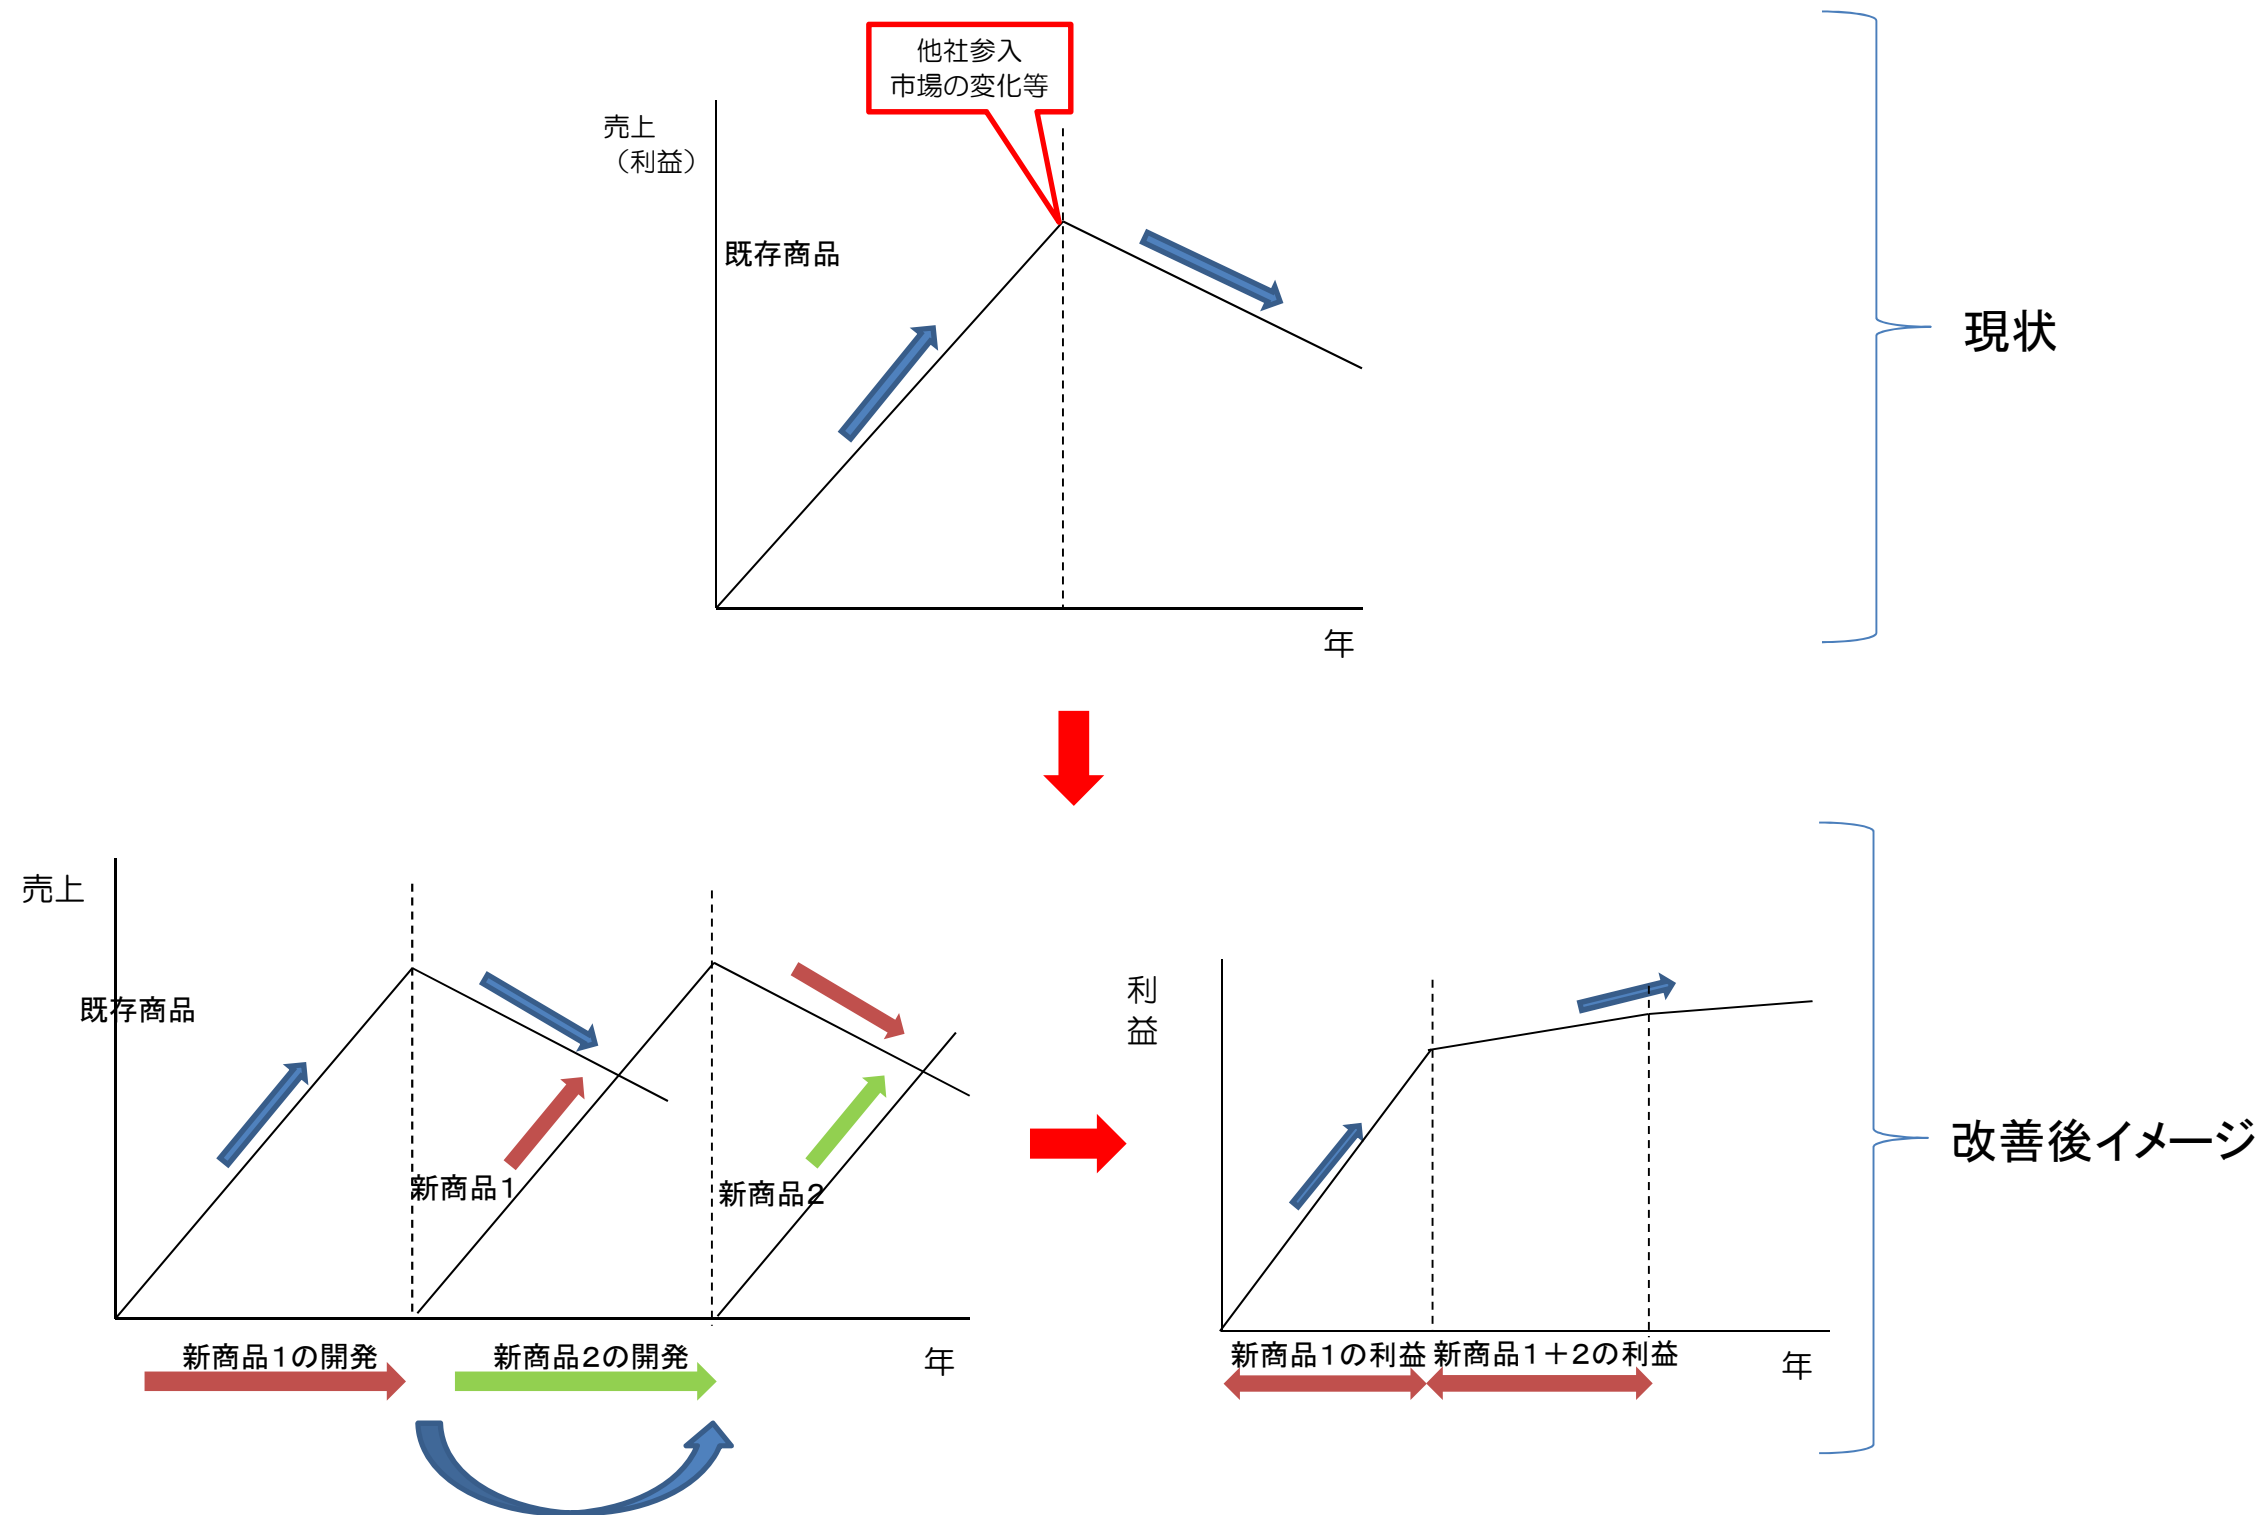 他社参入
市場の変化等
売上
（利益）
既存商品
年
現状
売上
既存商品
新商品１
新商品２
新商品１の開発
新商品２の開発
年
利
益
新商品１の利益
新商品１＋２の利益
年
改善後イメージ